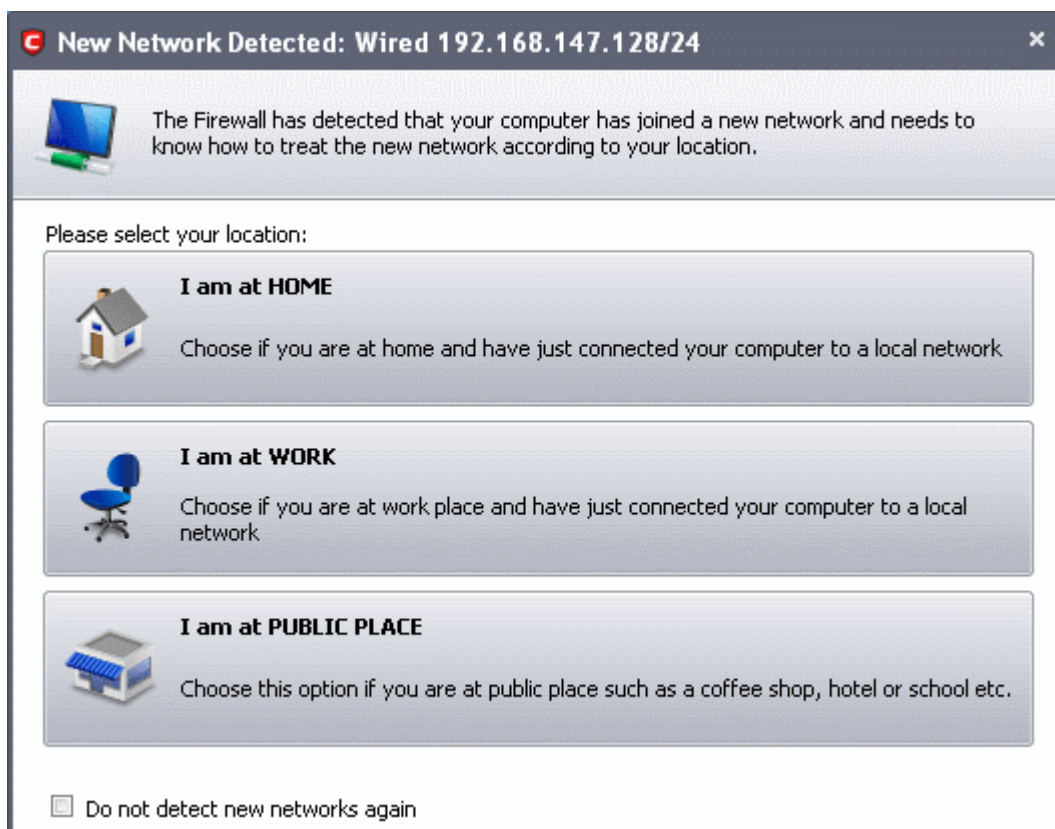 New Network Detected: Wired 192.168.147.128/24
The Firewall has detected that your computer has joined a new network and needs to
know how to treat the new network according to your location.
Please select your location:
I am at HOME
Choose if you are at home and have just connected your computer to a local network
I am at WORK
Choose if you are at work place and have just connected your computer to a local
network
I am at PUBLIC PLACE
Choose this option if you are at public place such as a coffee shop, hotel or school etc.
Do not detect new networks again